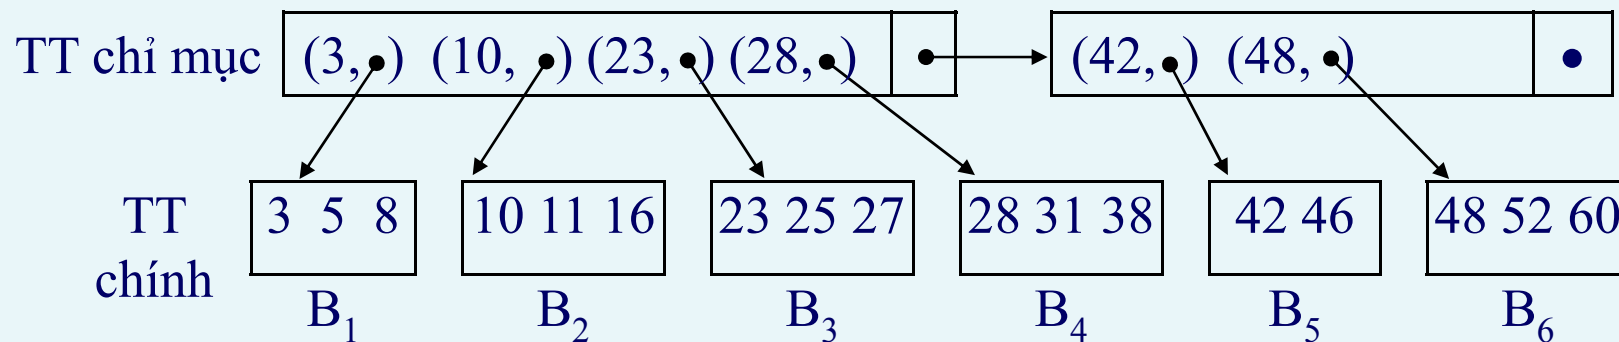 TT chỉ mục (3, ) (10, ) (23, ) (28, ) (42, ) (48, )
TT chính
3 5 8
10 11 16
23 25 27
28 31 38
42 46
48 52 60
B1 B2 B3 B4 B5 B6